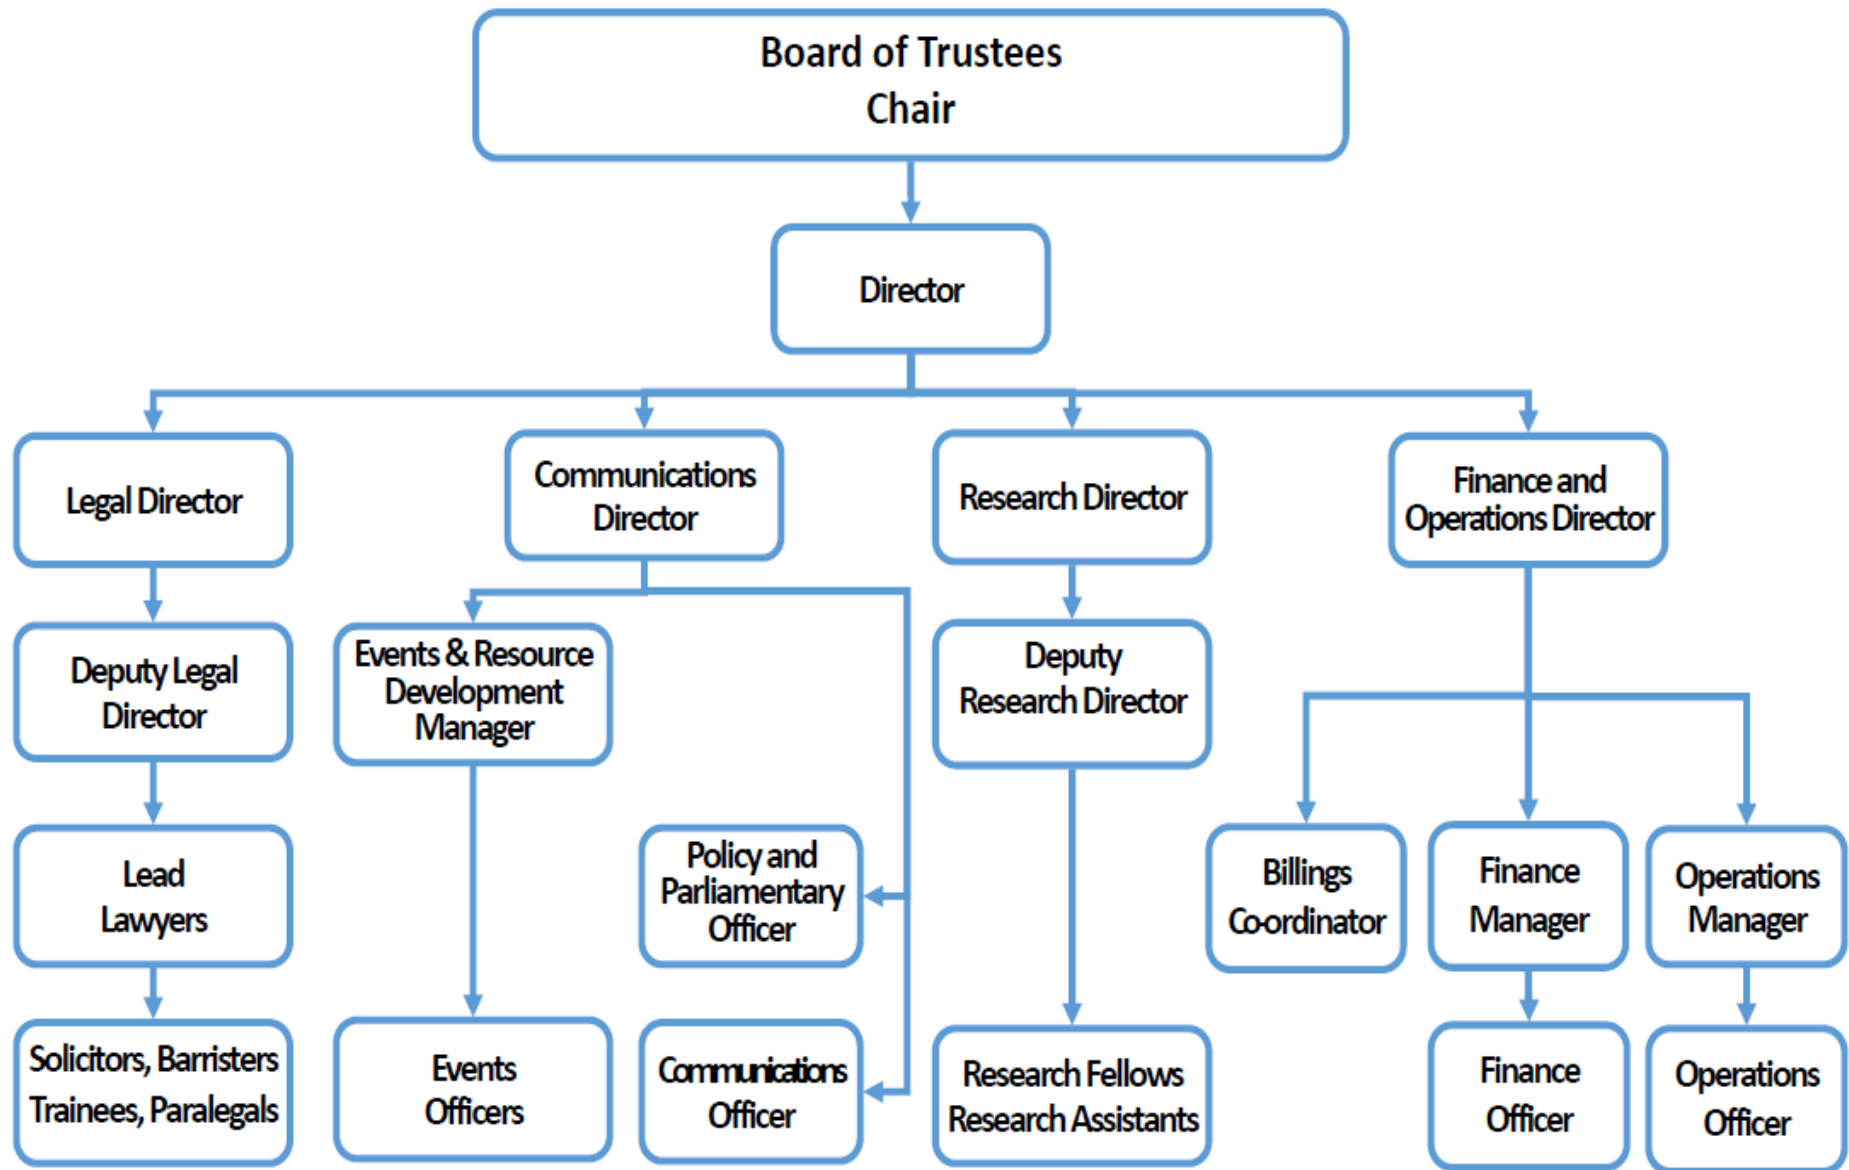 Board of Trustees
Chair
Director
Legal Director
Communications
Director
Research Director
Finance and
Operations Director
Deputy Legal
Director
Events & Resource
Development
Manager
Deputy
Research Director
Lead
Lawyers
Policy and
Parliamentary
Officer
Billings
Co-ordinator
Finance
Manager
Operations
Manager
Solicitors, Barristers
Trainees, Paralegals
Events
Officers
Communications
Officer
Research Fellows
Research Assistants
Finance
Officer
Operations
Officer